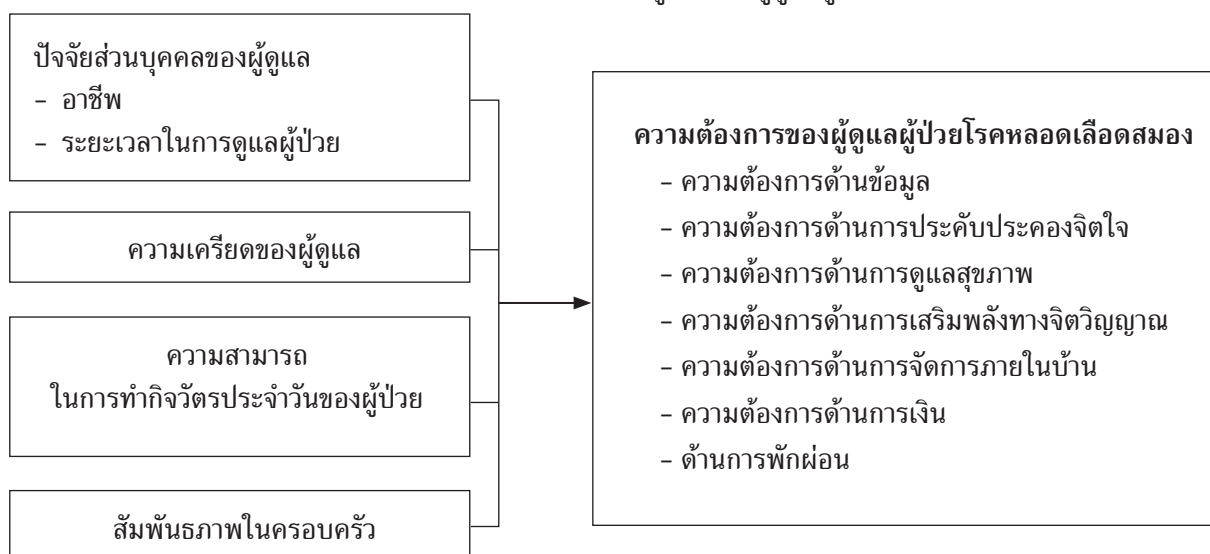 ปัจจัยส่วนบุคคลของผู้ดูแล
- อาชีพ
- ระยะเวลาในการดูแลผู้ป่วย
ความเครียดของผู้ดูแล
ความสามารถ
ในการทำกิจวัตรประจำวันของผู้ป่วย
สัมพันธภาพในครอบครัว
ความต้องการของผู้ดูแลผู้ป่วยโรคหลอดเลือดสมอง
- ความต้องการด้านข้อมูล
- ความต้องการด้านการประคับประคองจิตใจ
- ความต้องการด้านการดูแลสุขภาพ
- ความต้องการด้านการเสริมพลังทางจิตวิญญาณ
- ความต้องการด้านการจัดการภายในบ้าน
- ความต้องการด้านการเงิน
- ด้านการพักผ่อน